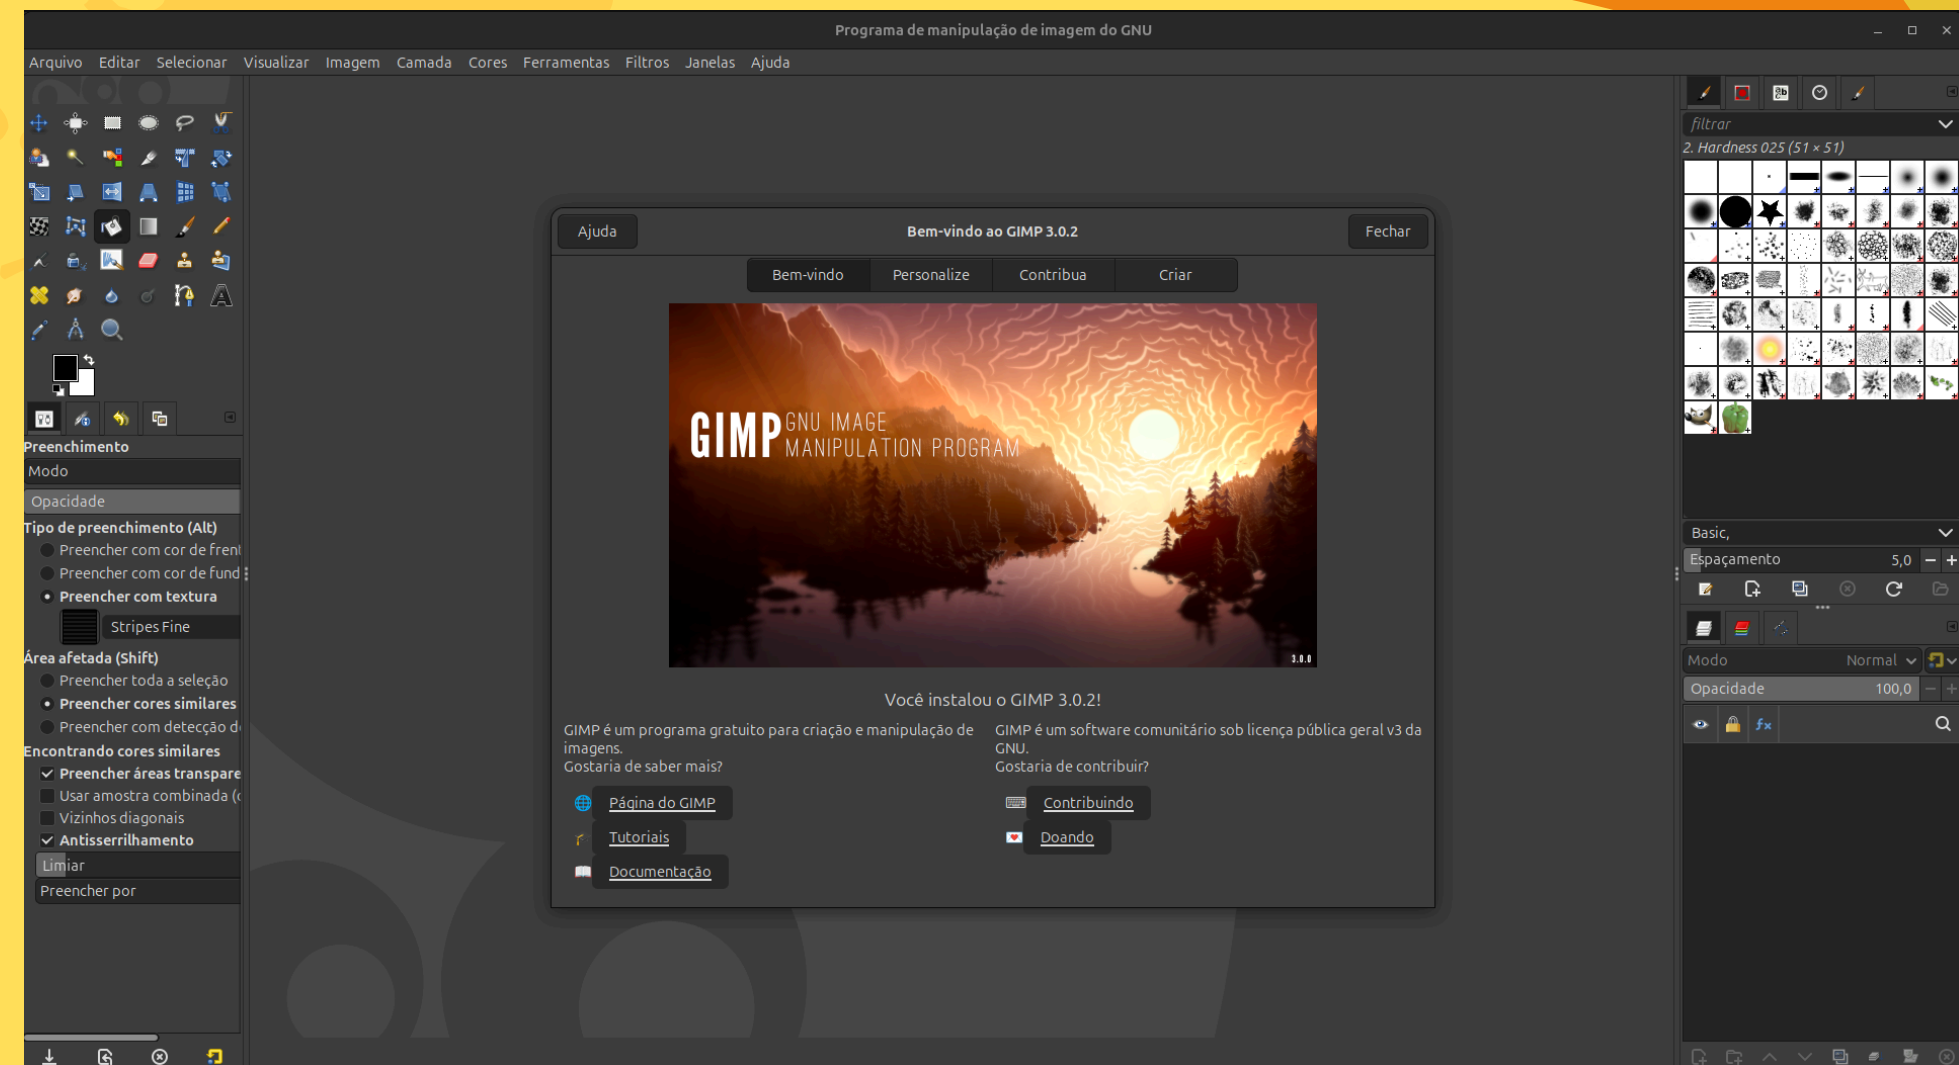 Programa de manipulação de imagem do GNU
Arquivo Editar Selecionar Visualizar Imagem Camada Cores Ferramentas Filtros Janelas Ajuda
filtrar
2. Hardness 025 (51 × 51)
Ajuda
Bem-vindo ao GIMP 3.0.2
Fechar
Bem-vindo Personalize Contribua Criar
GIMP GNU IMAGE
MANIPULATION PROGRAM
3.0.0
Você instalou o GIMP 3.0.2!
GIMP é um programa gratuito para criação e manipulação de
imagens.
Gostaria de saber mais?
Página do GIMP
Tutoriais
Documentação
GIMP é um software comunitário sob licença pública geral v3 da
GNU.
Gostaria de contribuir?
Contribuindo
Doando
Preenchimento
Modo
Opacidade
Tipo de preenchimento (Alt)
Preencher com cor de frent
Preencher com cor de fund
Preencher com textura
Stripes Fine
Área afetada (Shift)
Preencher toda a seleção
Preencher cores similares
Preencher com detecção d
Encontrando cores similares
Preencher áreas transpare
Usar amostra combinada (
Vizinhos diagonais
Antisserrilhamento
Limiar
Preencher por
Basic,
Espaçamento 5,0
Modo Normal
Opacidade 100,0
fx